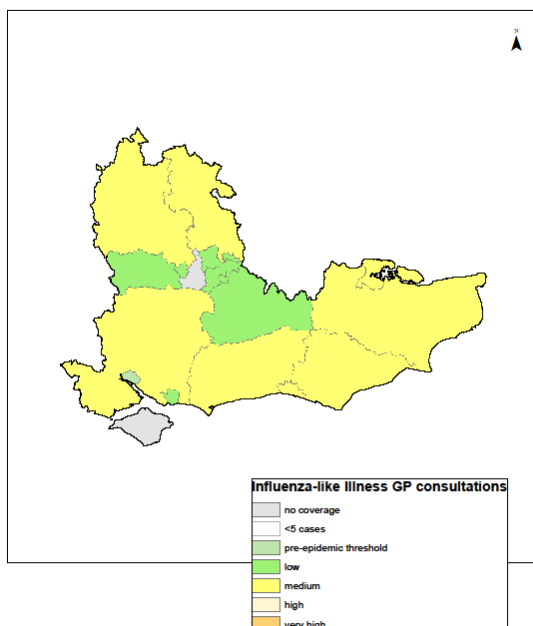 N
Influenza-like Illness GP consultations
no coverage
<5 cases
pre-epidemic threshold
low
medium
high
very high